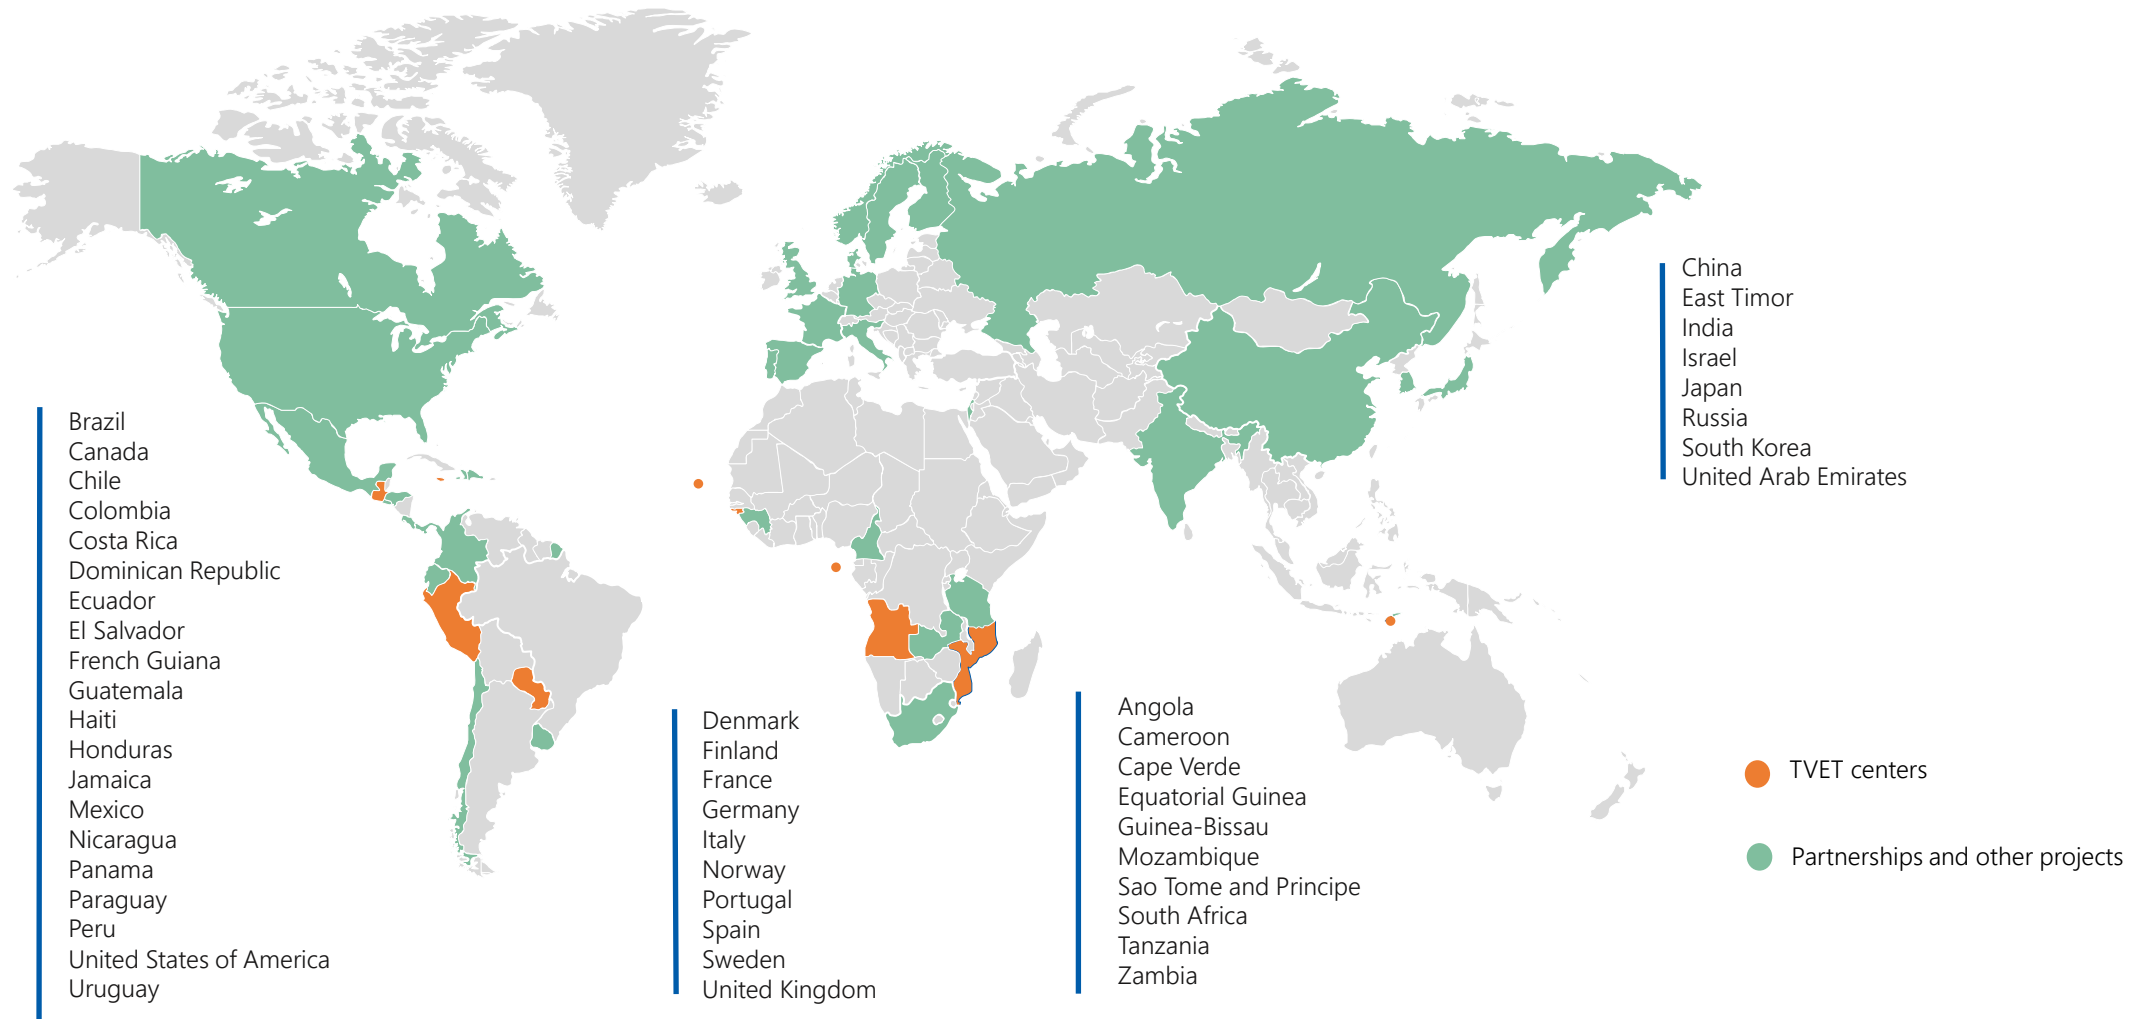 Brazil
Canada
Chile
Colombia
Costa Rica
Dominican Republic
Ecuador
El Salvador
French Guiana
Guatemala
Haiti
Honduras
Jamaica
Mexico
Nicaragua
Panama
Paraguay
Peru
United States of America
Uruguay
Denmark
Finland
France
Germany
Italy
Norway
Portugal
Spain
Sweden
United Kingdom
Angola
Cameroon
Cape Verde
Equatorial Guinea
Guinea-Bissau
Mozambique
Sao Tome and Principe
South Africa
Tanzania
Zambia
China
East Timor
India
Israel
Japan
Russia
South Korea
United Arab Emirates
TVET centers
Partnerships and other projects